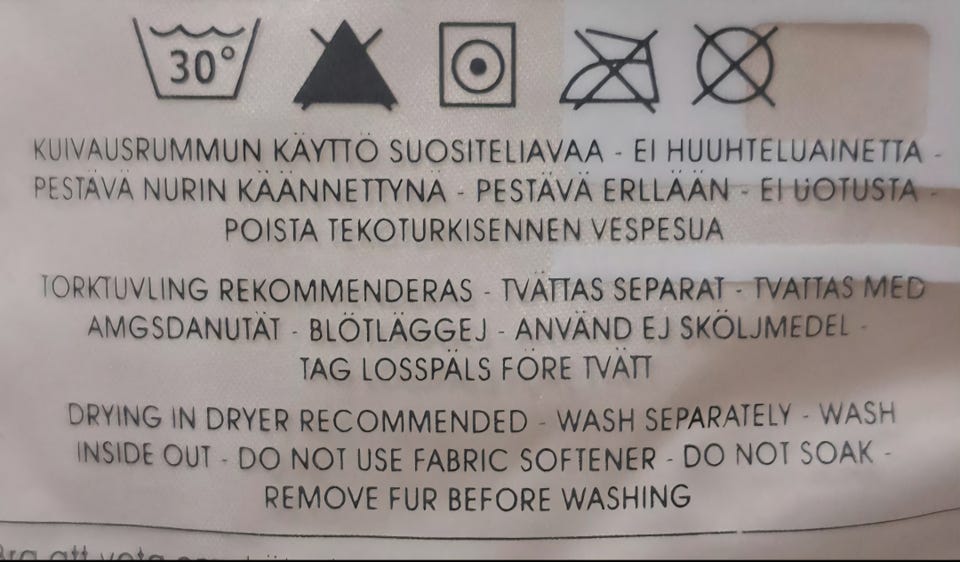 30°
KUIVAUSRUMMUN KÄYTTÖ SUOSITELIAVAA - EI HUUHTELUAINETTA -
PESTÄVÄ NURIN KÄÄNNETTYNÄ - PESTÄVÄ ERLLÄÄN - EI UOTUSTA -
POISTA TEKOTURKISENNEN VESPESUA
TORKTUVLING REKOMMENDERAS - TVÄTTAS SEPARAT - TVATTAS MED
AMGSDANUTÄT - BLÖTLÄGGEJ - ANVÄND EJ SKÖLJMEDEL -
TAG LOSSPÄLS FÖRE TVÄTT
DRYING IN DRYER RECOMMENDED - WASH SEPARATELY - WASH
INSIDE OUT - DO NOT USE FABRIC SOFTENER - DO NOT SOAK -
REMOVE FUR BEFORE WASHING